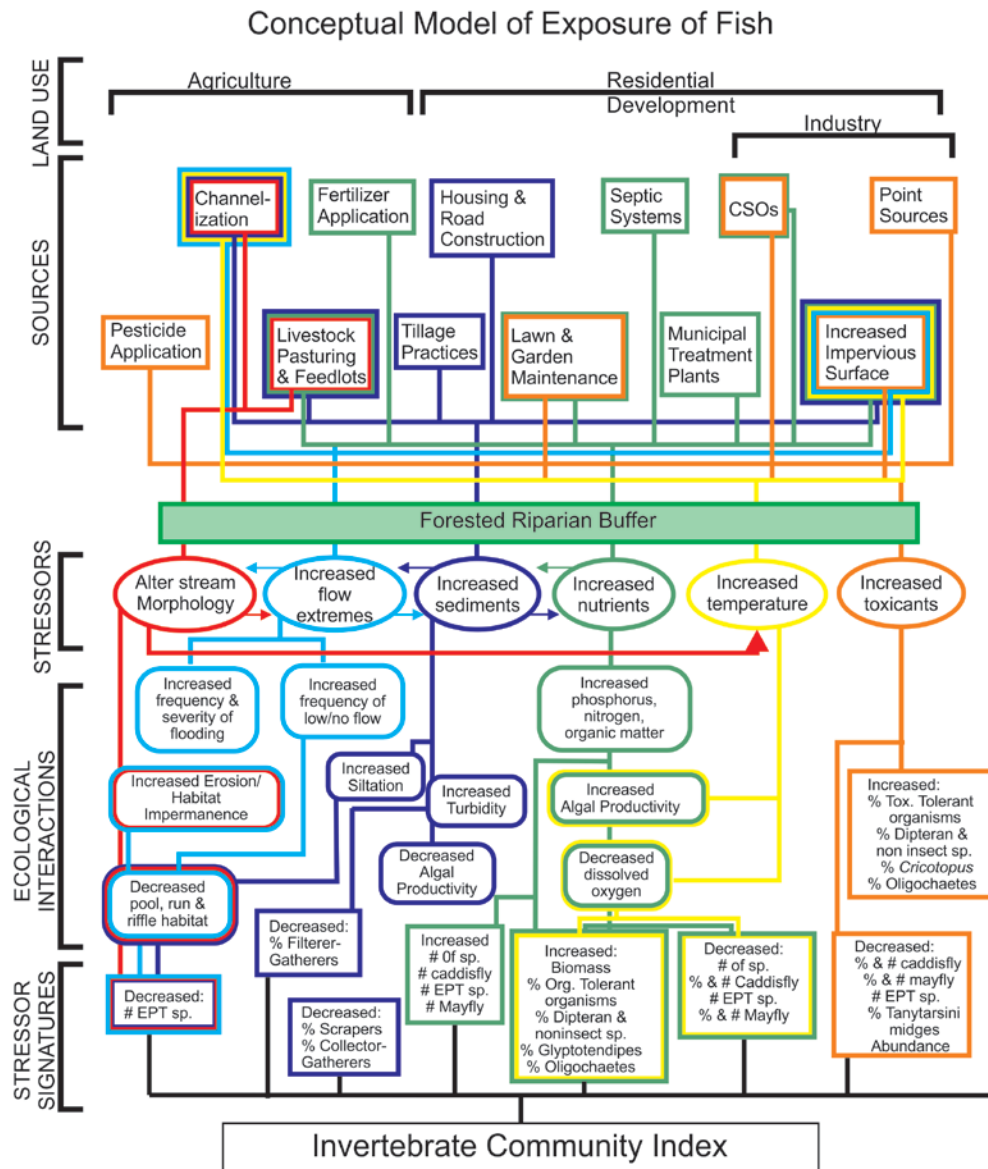 Conceptual Model of Exposure of Fish
LAND USE
Agriculture
Residential
Development
Industry
SOURCES
Channel-
ization
Fertilizer
Application
Housing &
Road
Construction
Septic
Systems
CSOs
Point
Sources
Pesticide
Application
Livestock
Pasturing
& Feedlots
Tillage
Practices
Lawn &
Garden
Maintenance
Municipal
Treatment
Plants
Increased
Impervious
Surface
Forested Riparian Buffer
STRESSORS
Alter stream
Morphology
Increased
flow
extremes
Increased
sediments
Increased
nutrients
Increased
temperature
Increased
toxicants
ECOLOGICAL
INTERACTIONS
Increased
frequency &
severity of
flooding
Increased
frequency of
low/no flow
Increased
phosphorus,
nitrogen,
organic matter
Increased Erosion/
Habitat
Impermanence
Increased
Siltation
Increased
Turbidity
Increased
Algal Productivity
Increased:
% Tox. Tolerant
organisms
% Dipteran &
non insect sp.
% Cricotopus
% Oligochaetes
Decreased
pool, run &
riffle habitat
Decreased
Algal
Productivity
Decreased
dissolved
oxygen
STRESSOR
SIGNATURES
Decreased:
# EPT sp.
Decreased:
% Filterer-
Gatherers
Decreased:
% Scrapers
% Collector-
Gatherers
Increased
# 0f sp.
# caddisfly
# EPT sp.
# Mayfly
Increased:
Biomass
% Org. Tolerant
organisms
% Dipteran &
noninsect sp.
% Glyptotendipes
% Oligochaetes
Decreased:
# of sp.
% & # Caddisfly
# EPT sp.
% & # Mayfly
Decreased:
% & # caddisfly
% & # mayfly
# EPT sp.
% Tanytarsini
midges
Abundance
Invertebrate Community Index